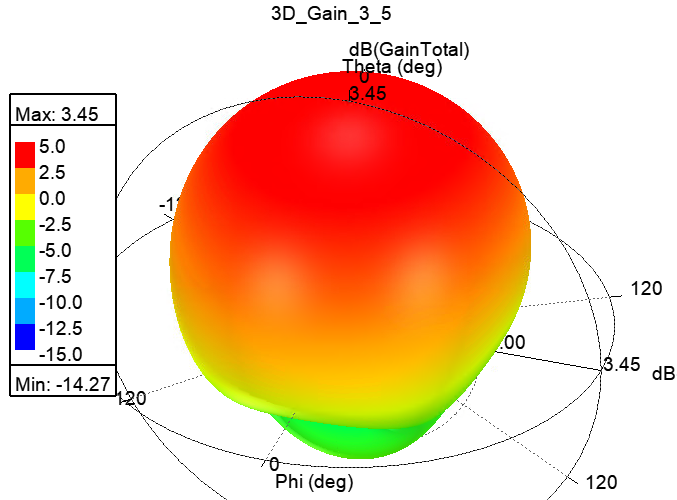 3D_Gain_3_5
dB(GainTotal)
Theta (deg)
0
3.45
Max: 3.45
5.0
2.5
0.0
-2.5
-5.0
-7.5
-10.0
-12.5
-15.0
Min: -14.27
-12
120
.00
3.45
dB
120
0
Phi (deg)
120